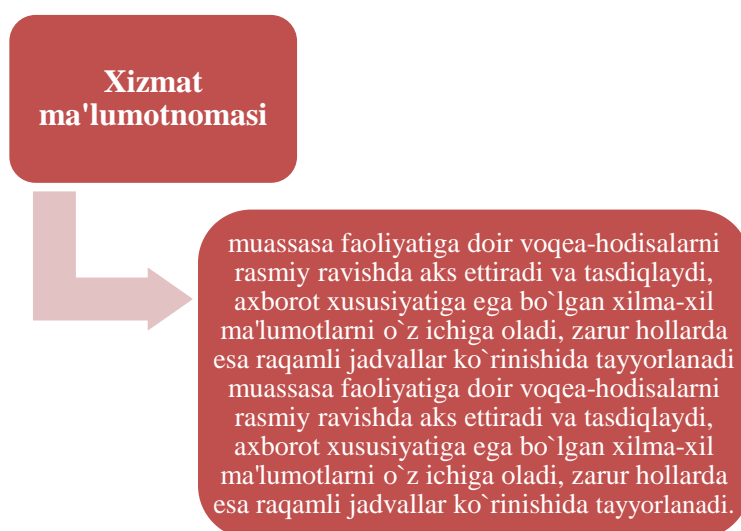 Xizmat
ma'lumotnomasi
muassasa faoliyatiga doir voqea-hodisalarni
rasmiy ravishda aks ettiradi va tasdiqlaydi,
axborot xususiyatiga ega bo`lgan xilma-xil
ma'lumotlarni o`z ichiga oladi, zarur hollarda
esa raqamli jadvallar ko`rinishida tayyorlanadi
muassasa faoliyatiga doir voqea-hodisalarni
rasmiy ravishda aks ettiradi va tasdiqlaydi,
axborot xususiyatiga ega bo`lgan xilma-xil
ma'lumotlarni o`z ichiga oladi, zarur hollarda
esa raqamli jadvallar ko`rinishida tayyorlanadi.